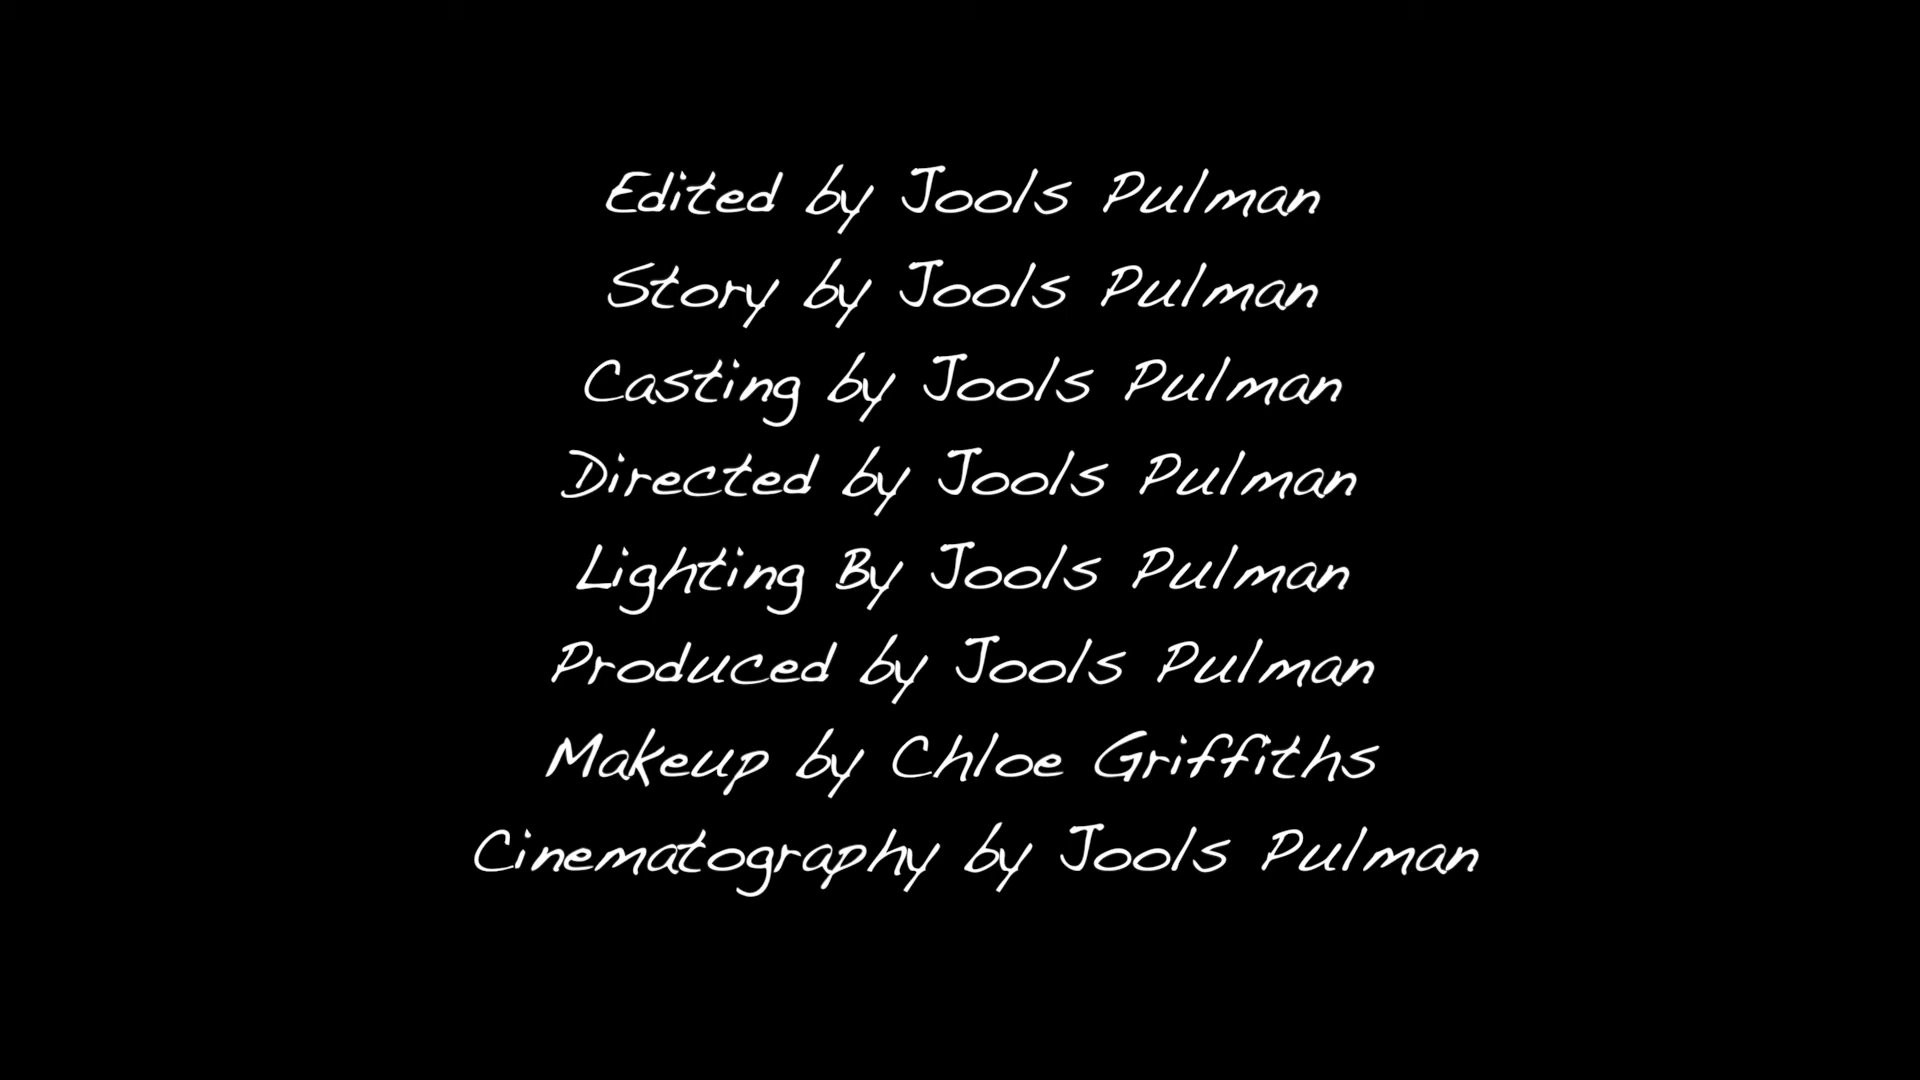 Edited by Jools Pulman
Story by Jools Pulman
Casting by Jools Pulman
Directed by Jools Pulman
Lighting By Jools Pulman
Produced by Jools Pulman
Makeup by Chloe Griffiths
Cinematography by Jools Pulman